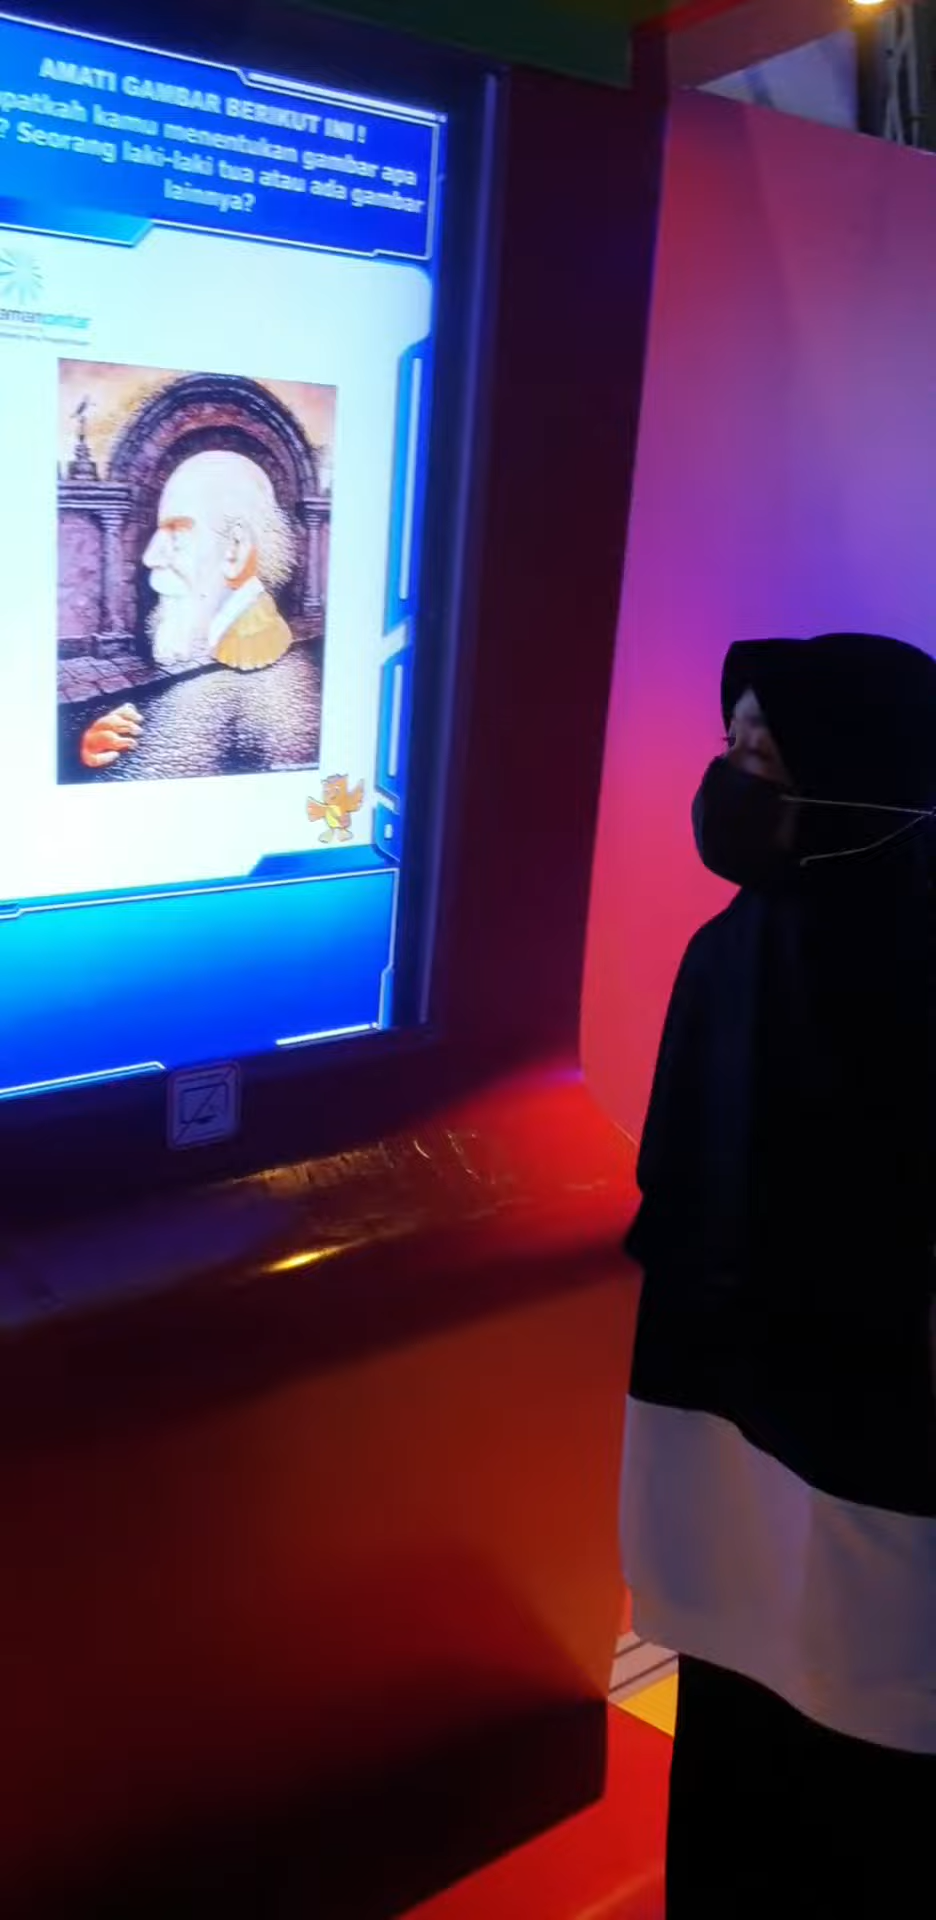 AMATI GAMBAR BERIKUT INI !
patkah kamu menentukan gambar apa
? Seorang laki-laki tua atau ada gambar
lainnya?